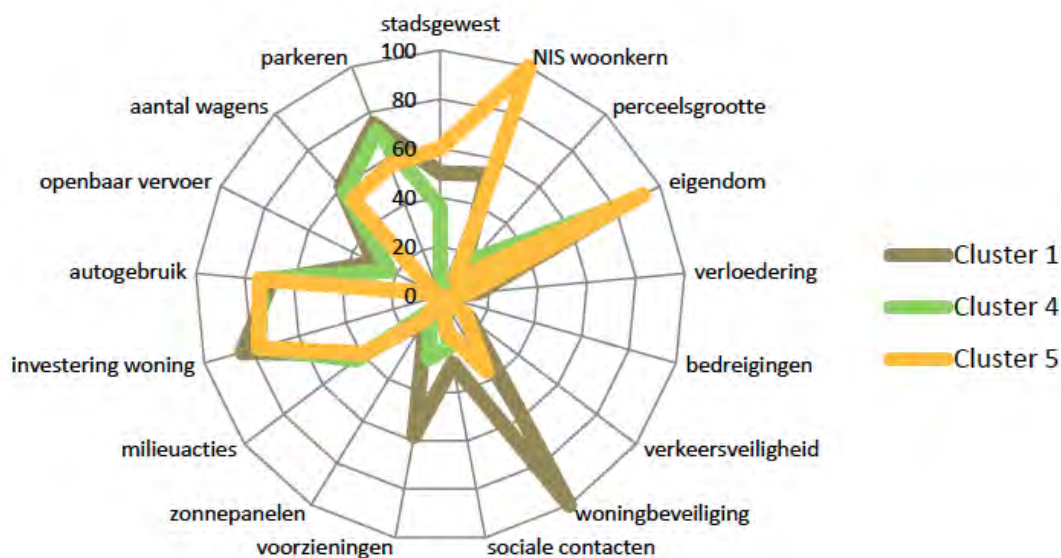 stadsgewest
100
NIS woonkern
parkeren
80
aantal wagens
perceelsgrootte
60
openbaar vervoer
eigendom
40
20
autogebruik
0
verloedering
Cluster 1
Cluster 4
Cluster 5
investering woning
bedreigingen
milieuacties
verkeersveiligheid
zonnepanelen
woningbeveiliging
voorzieningen
sociale contacten